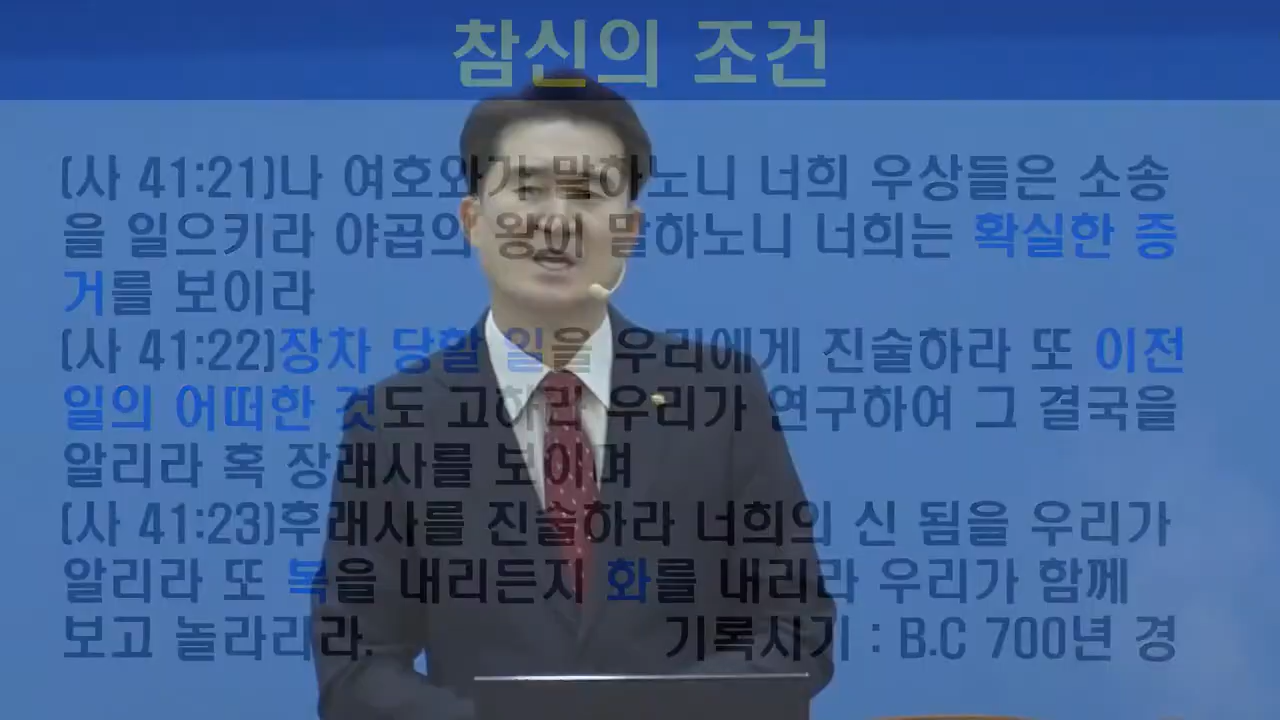 참신의 조건
(사 41:21)나 여호와가 말하노니 너희 우상들은 소송
을 일으키라 야곱의 왕이 말하노니 너희는 확실한 증
거를 보이라
(사 41:22)장차 당할 일을 우리에게 진술하라 또 이전
일의 어떠한 것도 고하라 우리가 연구하여 그 결국을
알리라 혹 장래사를 보이며
(사 41:23)후래사를 진술하라 너희의 신 됨을 우리가
알리라 또 복을 내리든지 화를 내리라 우리가 함께
보고 놀라리라. 기록시기 : B.C 700년 경